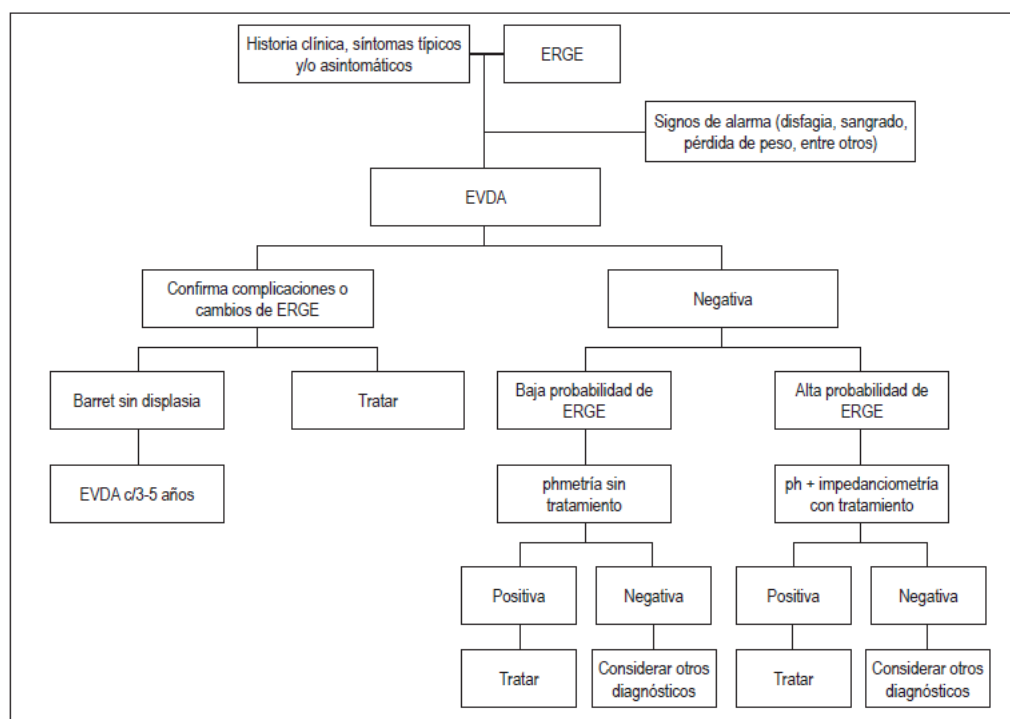 Historia clínica, síntomas típicos
y/o asintomáticos
ERGE
Signos de alarma (disfagia, sangrado,
pérdida de peso, entre otros)
EVDA
Confirma complicaciones o
cambios de ERGE
Negativa
Barret sin displasia
Tratar
Baja probabilidad de
ERGE
Alta probabilidad de
ERGE
EVDA c/3-5 años
phmetría sin
tratamiento
ph + impedanciometría
con tratamiento
Positiva
Negativa
Positiva
Negativa
Tratar
Considerar otros
diagnósticos
Tratar
Considerar otros
diagnósticos